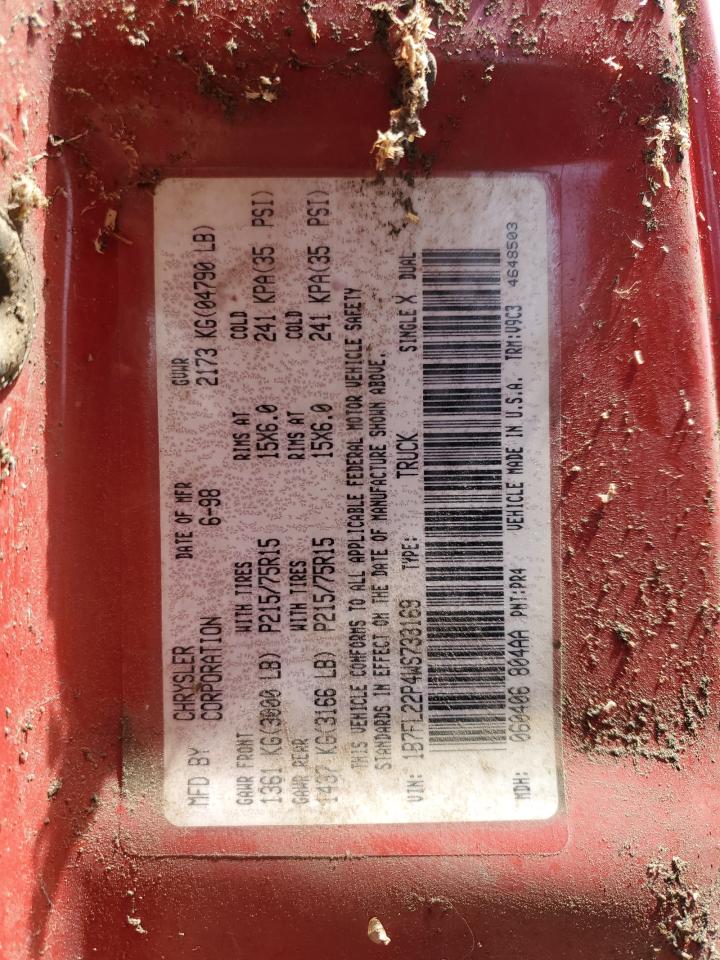 MFD BY CHRYSLER CORPORATION DATE OF MFR 6-98 GVWR 2173 KG(04790 LB)
GAWR FRONT WITH TIRES RIMS AT COLD
1361 KG(3000 LB) P215/75R15 15X6.0 241 KPA(35 PSI)
GAWR REAR WITH TIRES RIMS AT COLD
1437 KG(3166 LB) P215/75R15 15X6.0 241 KPA(35 PSI)
THIS VEHICLE CONFORMS TO ALL APPLICABLE FEDERAL MOTOR VEHICLE SAFETY
STANDARDS IN EFFECT ON THE DATE OF MANUFACTURE SHOWN ABOVE.
VIN: 1B7FL22P4WS733169 TYPE: TRUCK SINGLE X DUAL
MDH: 060406 804AA PNT:PR4 VEHICLE MADE IN U.S.A. TRM:V9C3 4648503